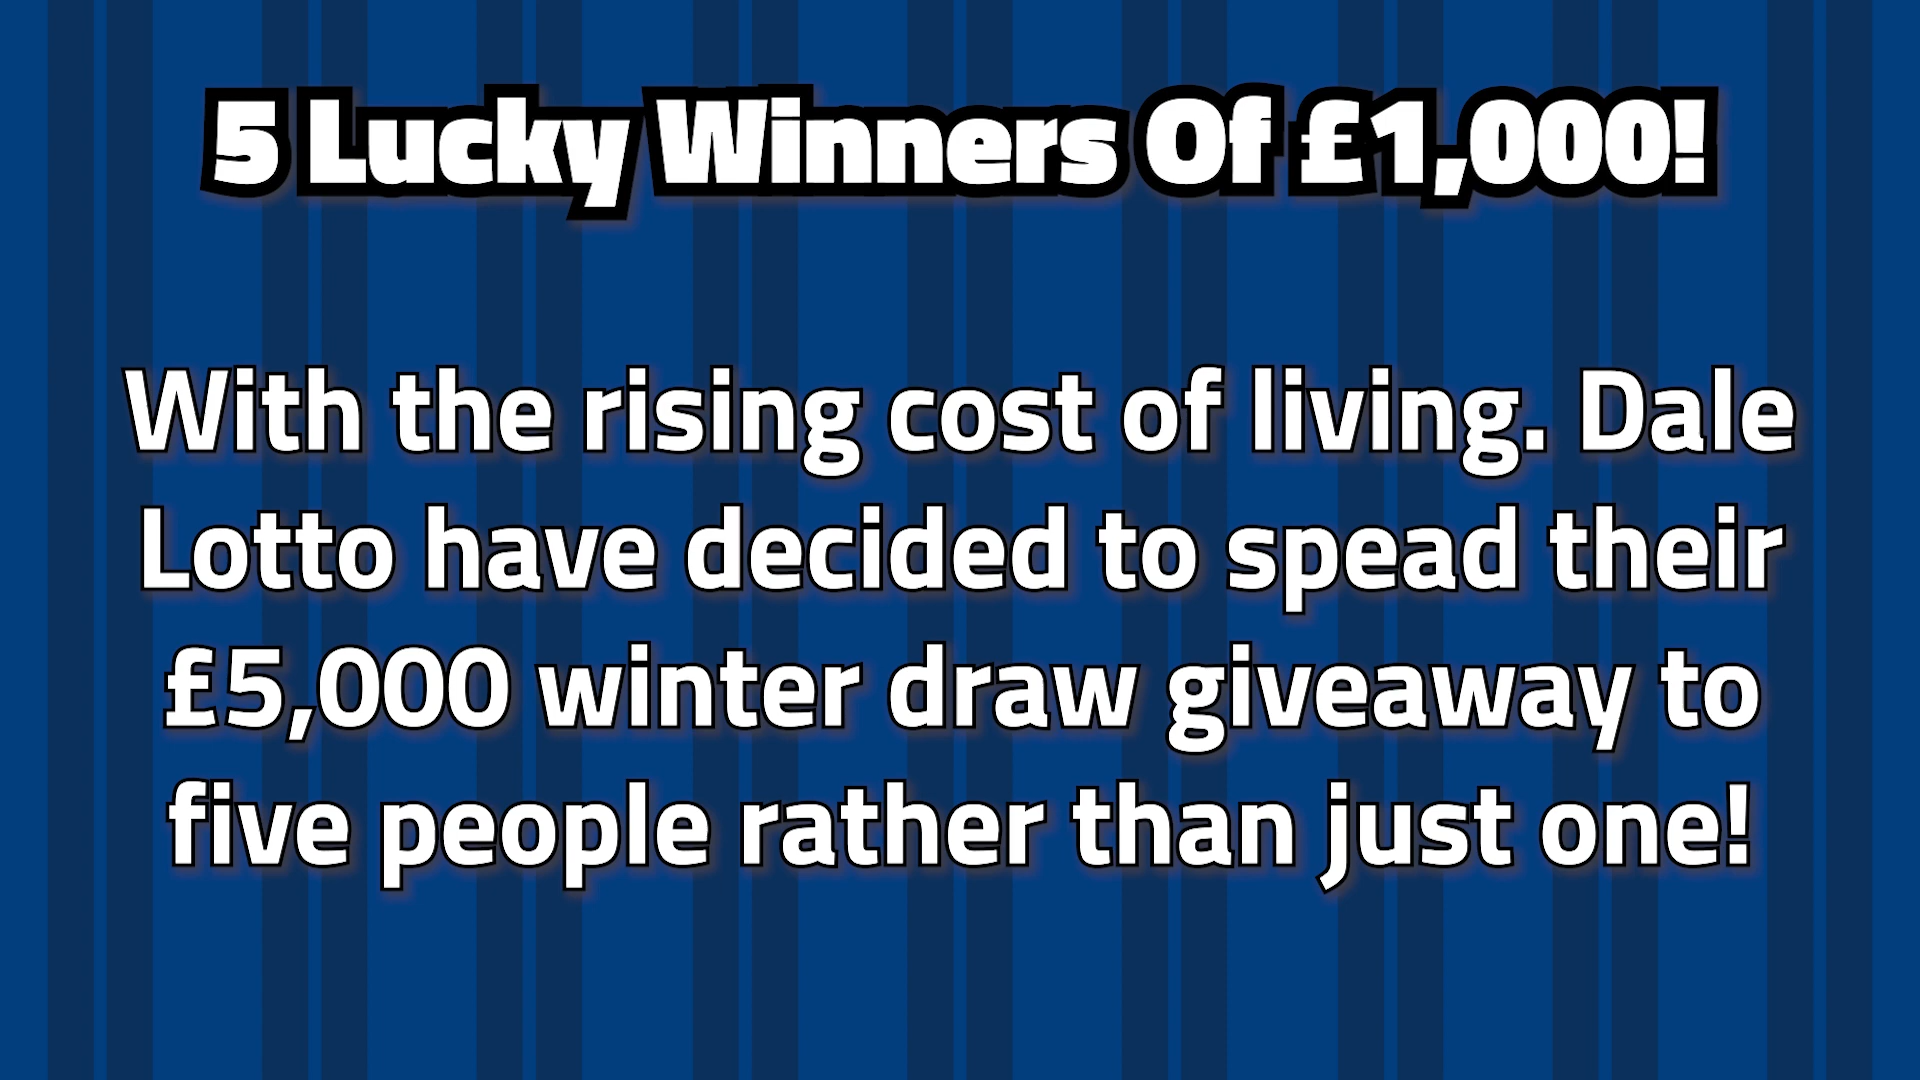 5 Lucky Winners Of £1,000!
With the rising cost of living. Dale
Lotto have decided to spead their
£5,000 winter draw giveaway to
five people rather than just one!